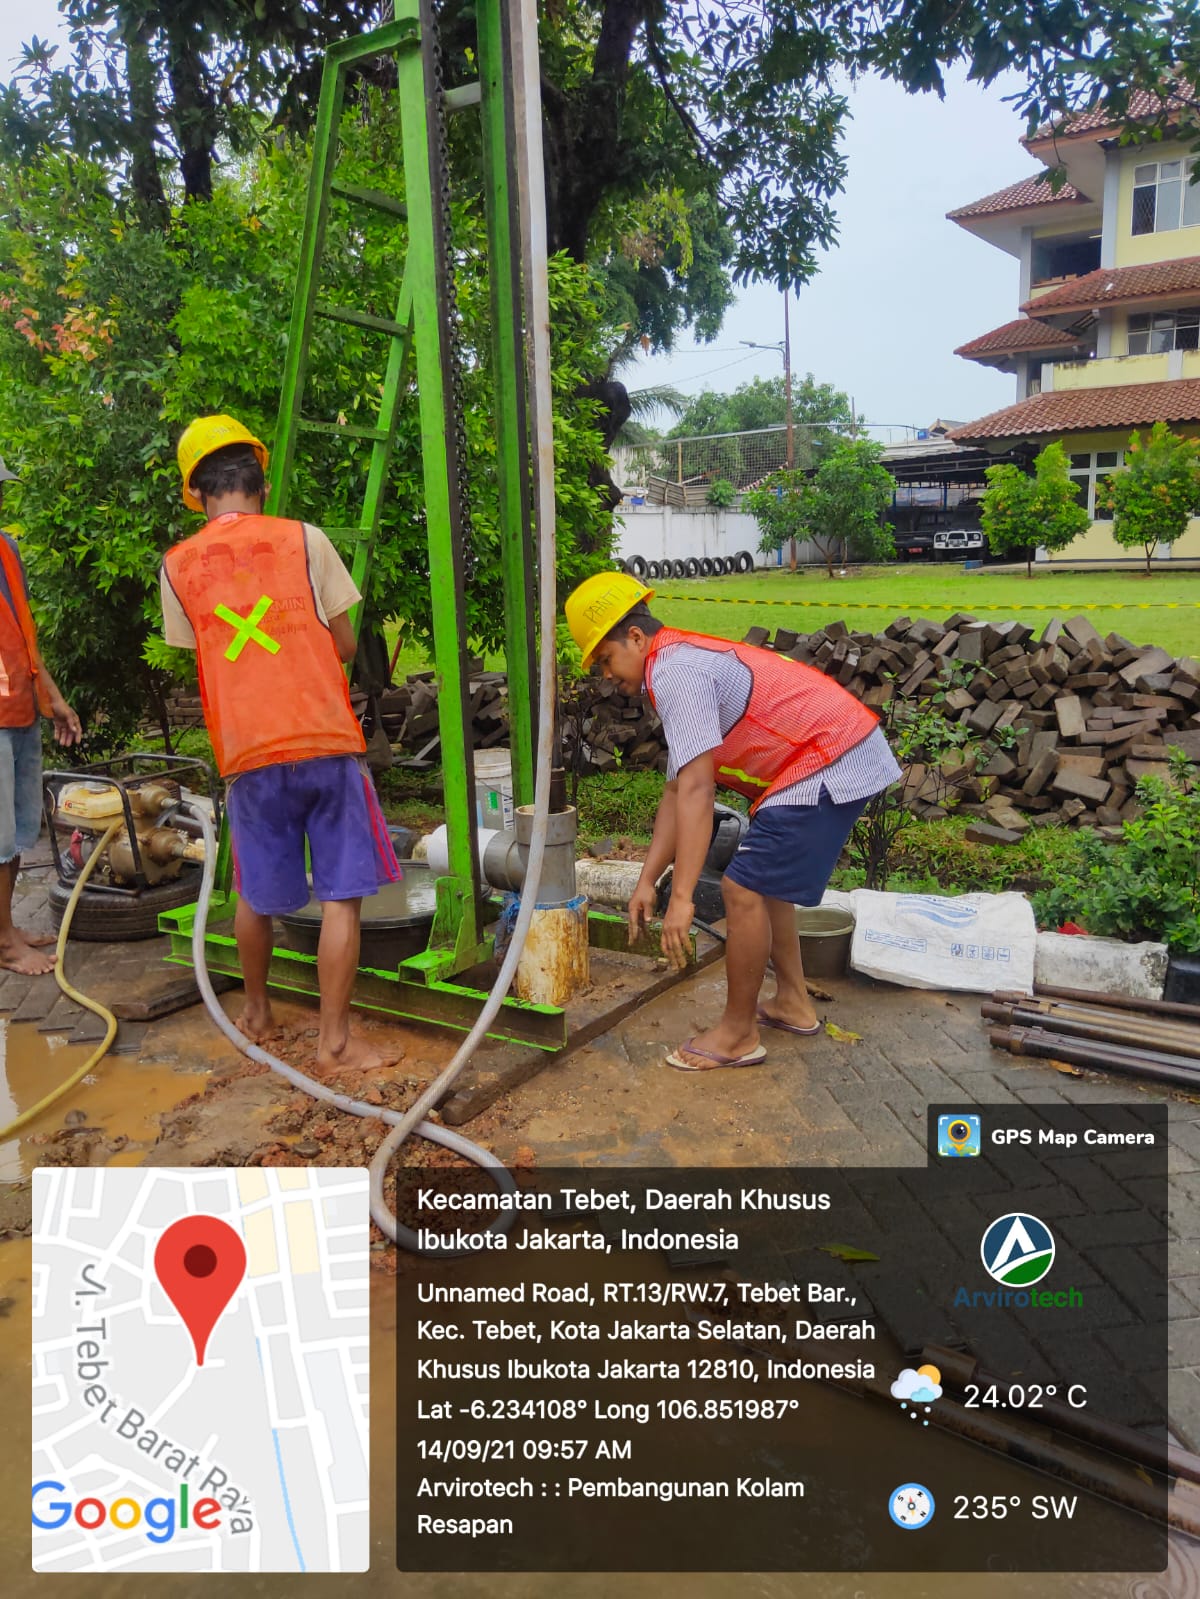 PANTI
GPS Map Camera
Kecamatan Tebet, Daerah Khusus
Ibukota Jakarta, Indonesia
Unnamed Road, RT.13/RW.7, Tebet Bar.,
Kec. Tebet, Kota Jakarta Selatan, Daerah
Khusus Ibukota Jakarta 12810, Indonesia
Lat -6.234108° Long 106.851987°
14/09/21 09:57 AM
Arvirotech : : Pembangunan Kolam
Resapan
Arvirotech
24.02° C
235° SW
Jl. Tebet Barat Raya
Google